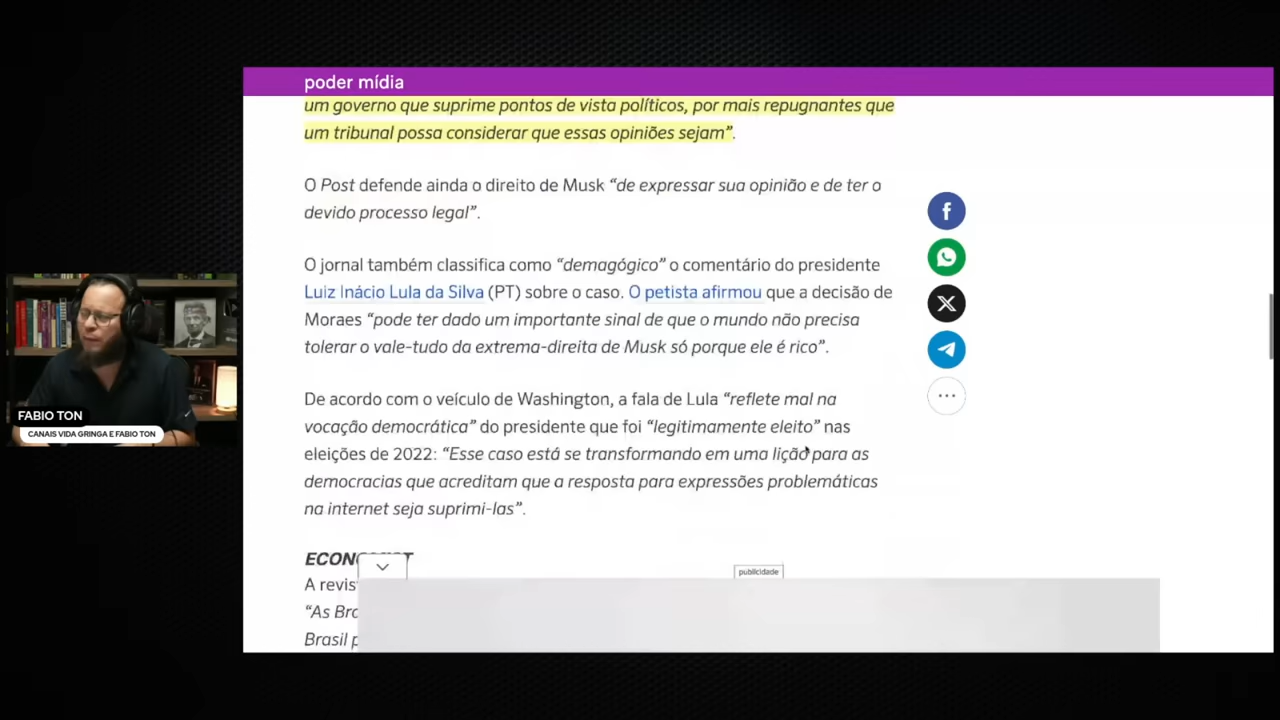 poder mídia
um governo que suprime pontos de vista políticos, por mais repugnantes que
um tribunal possa considerar que essas opiniões sejam”.
O Post defende ainda o direito de Musk “de expressar sua opinião e de ter o
devido processo legal”.
O jornal também classifica como “demagógico” o comentário do presidente
Luiz Inácio Lula da Silva (PT) sobre o caso. O petista afirmou que a decisão de
Moraes “pode ter dado um importante sinal de que o mundo não precisa
tolerar o vale-tudo da extrema-direita de Musk só porque ele é rico”.
De acordo com o veículo de Washington, a fala de Lula “reflete mal na
vocação democrática” do presidente que foi “legitimamente eleito” nas
eleições de 2022: “Esse caso está se transformando em uma lição para as
democracias que acreditam que a resposta para expressões problemáticas
na internet seja suprimi-las”.
A
“As
Brasil
publicidade
FABIO TON
CANAIS VIDA GRINGA E FABIO TON